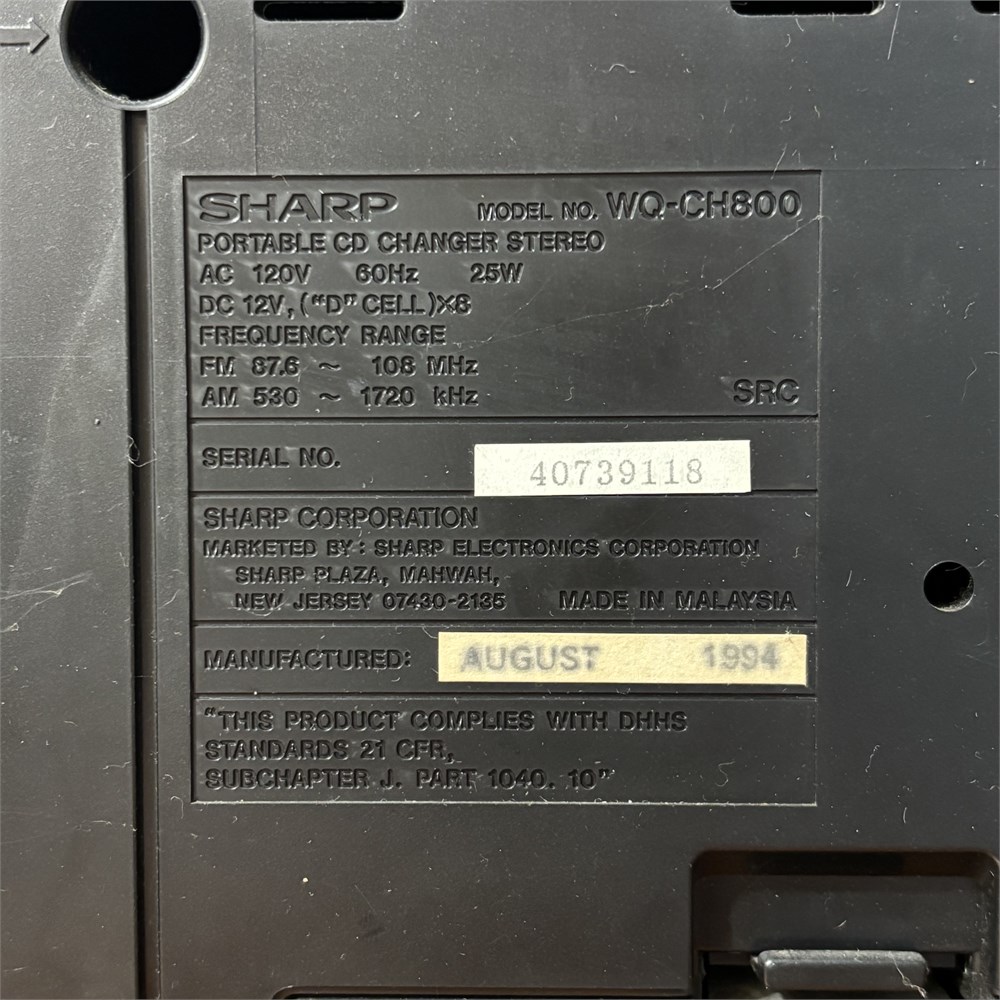 SHARP MODEL NO. WQ-CH800
PORTABLE CD CHANGER STEREO
AC 120V 60Hz 25W
DC 12V, ("D" CELL)×8
FREQUENCY RANGE
FM 87.6 ~ 108 MHz
AM 530 ~ 1720 kHz SRC
SERIAL NO. 40739118
SHARP CORPORATION
MARKETED BY : SHARP ELECTRONICS CORPORATION
SHARP PLAZA, MAHWAH,
NEW JERSEY 07430-2135 MADE IN MALAYSIA
MANUFACTURED: AUGUST 1994
"THIS PRODUCT COMPLIES WITH DHHS
STANDARDS 21 CFR,
SUBCHAPTER J. PART 1040. 10"